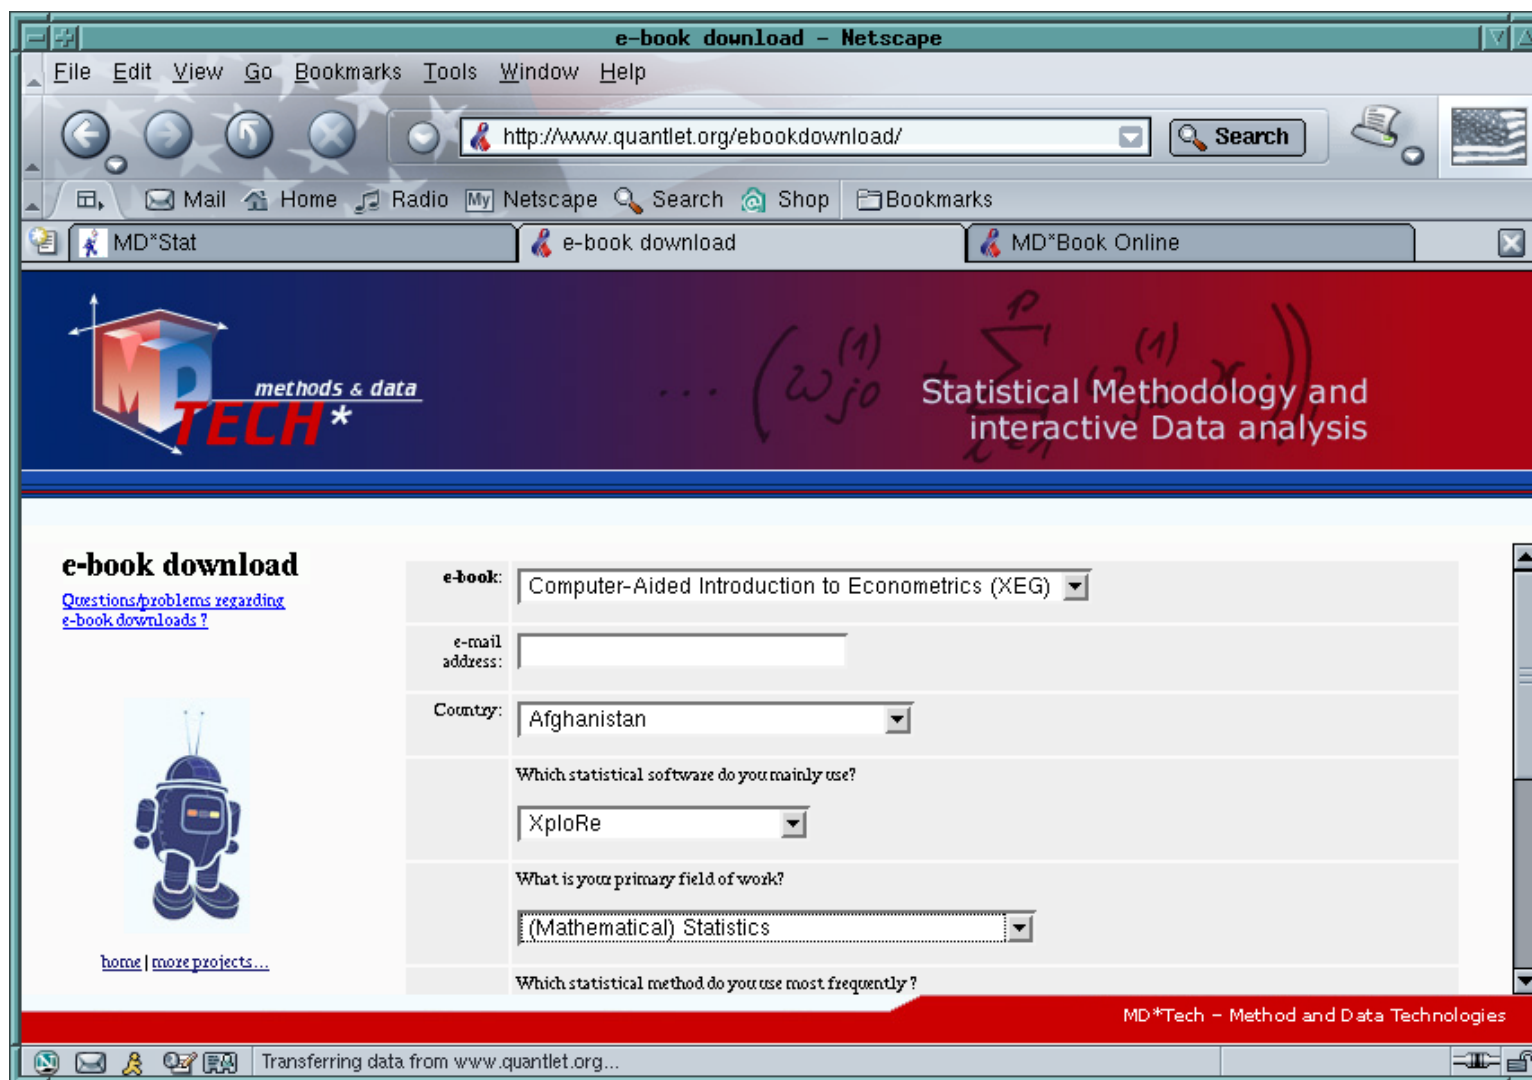 e-book download - Netscape
File Edit View Go Bookmarks Tools Window Help
http://www.quantlet.org/ebookdownload/ Search
Mail Home Radio My Netscape Search Shop Bookmarks
MD*Stat e-book download MD*Book Online
MD TECH* methods & data
... (ω_{j0}^{(1)} + Σ
Statistical Methodology and
interactive Data analysis
e-book download
Questions/problems regarding
e-book downloads ?
home | more projects...
e-book: Computer-Aided Introduction to Econometrics (XEG)
e-mail
address:
Country: Afghanistan
Which statistical software do you mainly use?
XploRe
What is your primary field of work?
(Mathematical) Statistics
Which statistical method do you use most frequently ?
MD*Tech - Method and Data Technologies
Transferring data from www.quantlet.org...